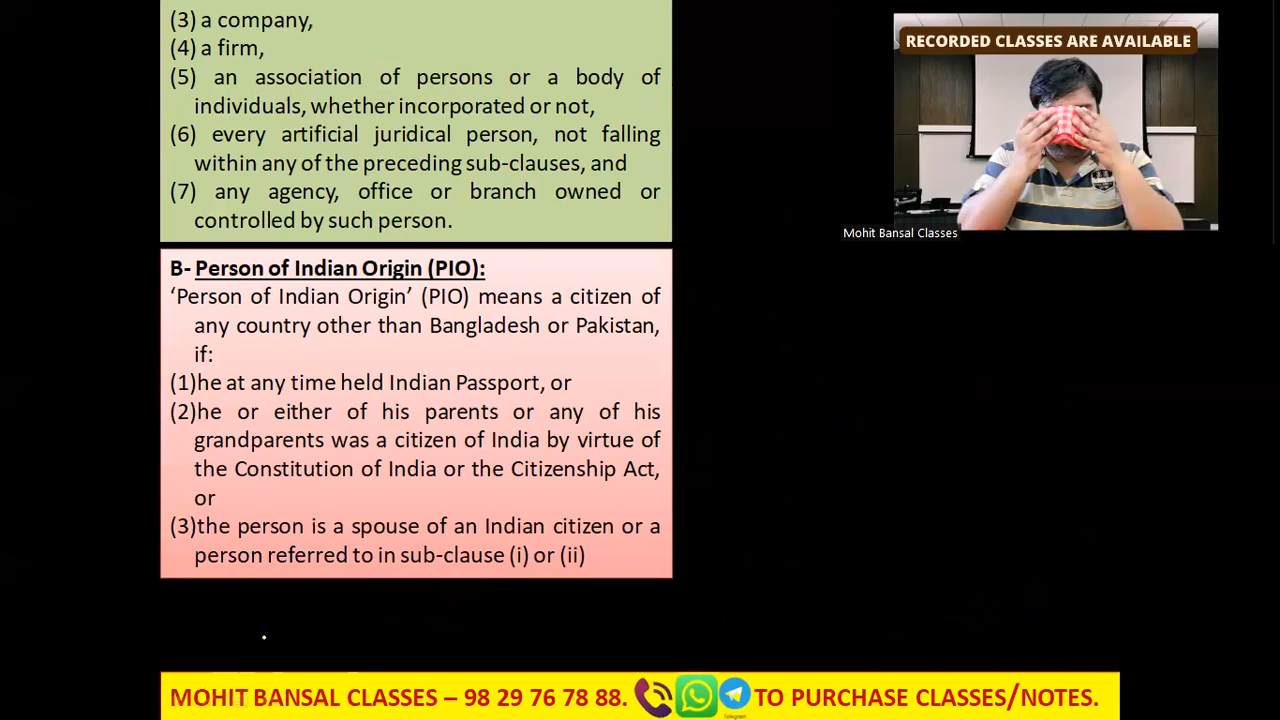 (3) a company,
(4) a firm,
(5) an association of persons or a body of
individuals, whether incorporated or not,
(6) every artificial juridical person, not falling
within any of the preceding sub-clauses, and
(7) any agency, office or branch owned or
controlled by such person.
B- Person of Indian Origin (PIO):
‘Person of Indian Origin’ (PIO) means a citizen of
any country other than Bangladesh or Pakistan,
if:
(1)he at any time held Indian Passport, or
(2)he or either of his parents or any of his
grandparents was a citizen of India by virtue of
the Constitution of India or the Citizenship Act,
or
(3)the person is a spouse of an Indian citizen or a
person referred to in sub-clause (i) or (ii)
RECORDED CLASSES ARE AVAILABLE
Mohit Bansal Classes
MOHIT BANSAL CLASSES – 98 29 76 78 88. TO PURCHASE CLASSES/NOTES.
Telegram